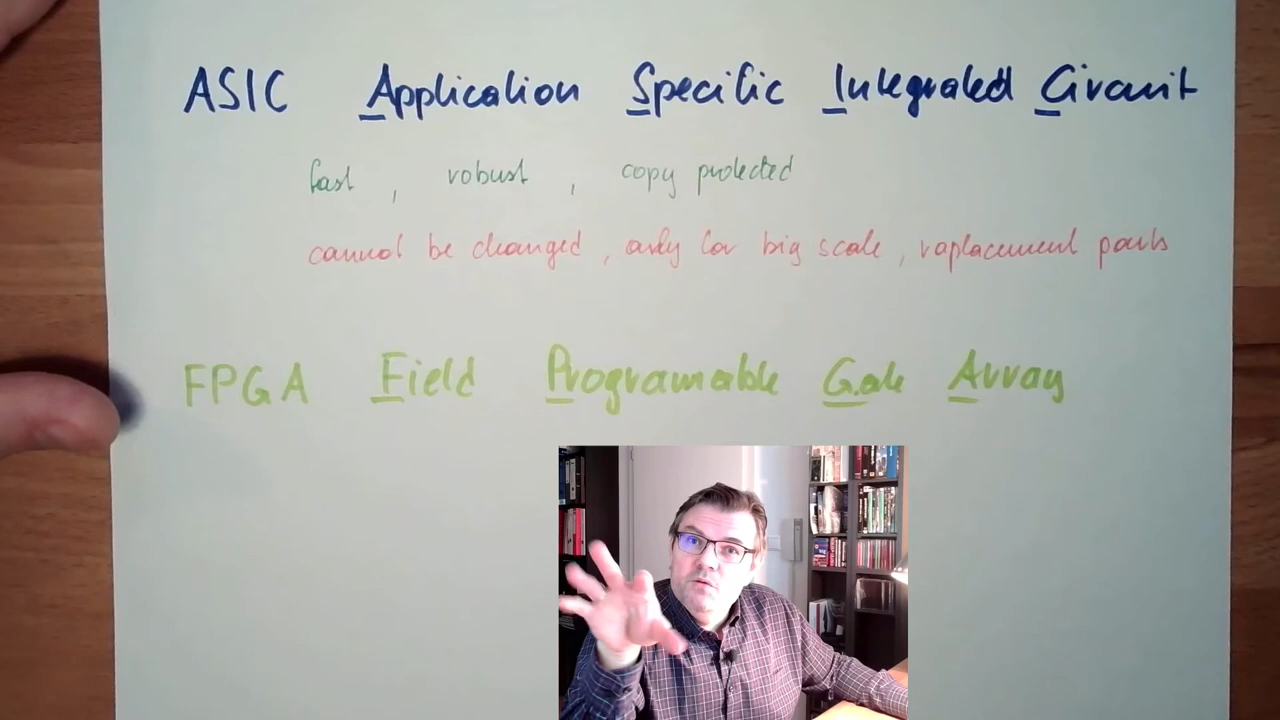 ASIC Application Specific Integrated Circuit
fast , robust , copy protected
cannot be changed , only for big scale , raplacement parts
FPGA Field Programable Gate Array